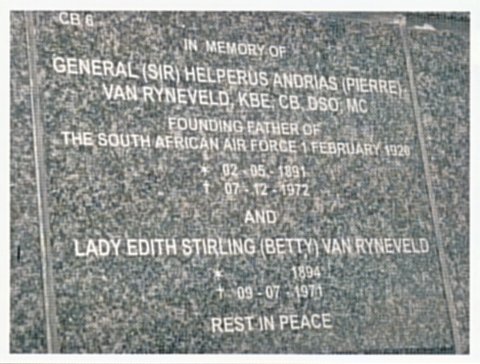 CB 6
IN MEMORY OF
GENERAL (SIR) HELPERUS ANDRIAS (PIERRE)
VAN RYNEVELD, KBE, CB, DSO, MC
FOUNDING FATHER OF
THE SOUTH AFRICAN AIR FORCE 1 FEBRUARY 1920
* 02 - 05 - 1891
† 07 - 12 - 1972
AND
LADY EDITH STIRLING (BETTY) VAN RYNEVELD
* 1894
† 09 - 07 - 1971
REST IN PEACE